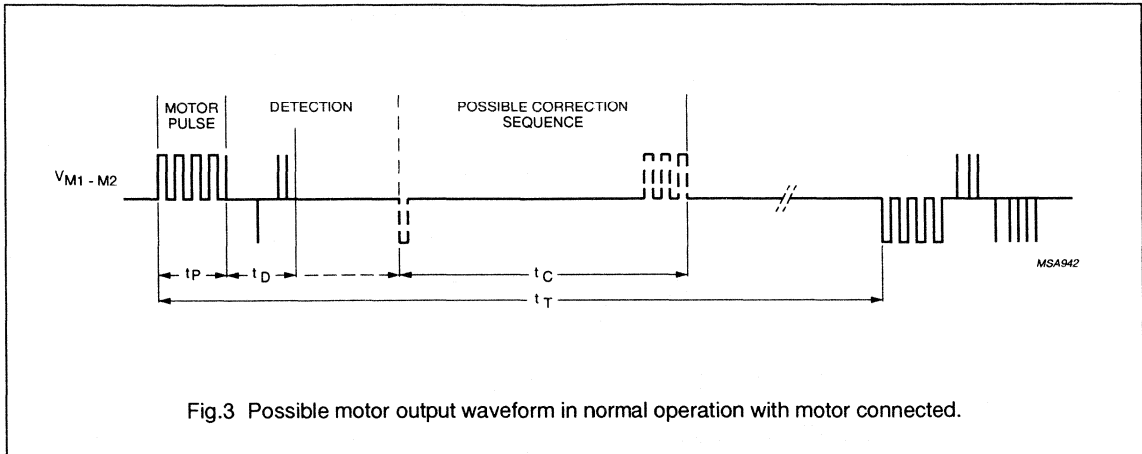 MOTOR
PULSE
DETECTION
POSSIBLE CORRECTION
SEQUENCE
VM1 - M2
tP
tD
tC
tT
MSA942
Fig.3 Possible motor output waveform in normal operation with motor connected.